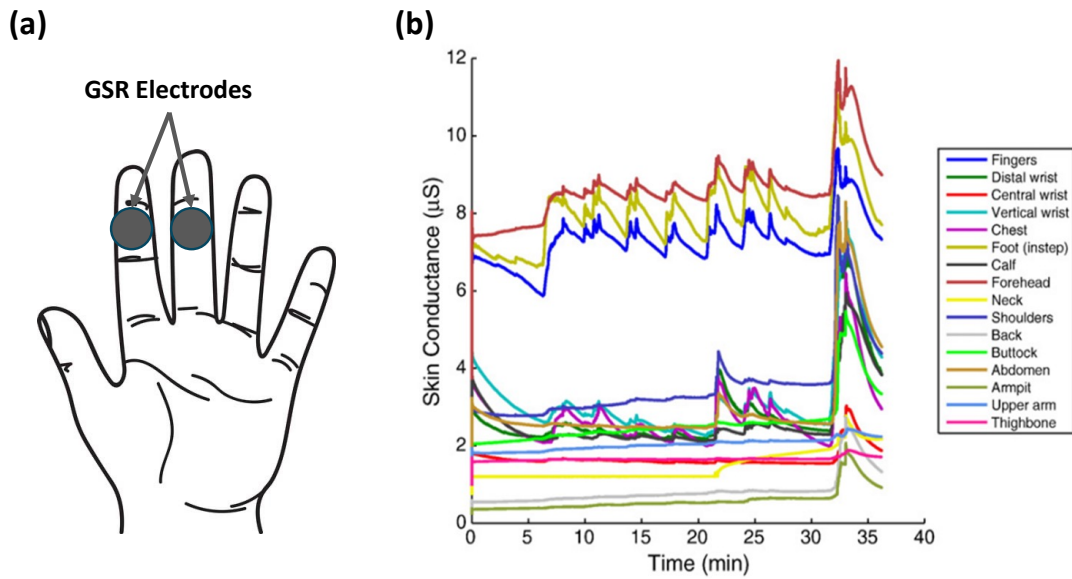 (a)
GSR Electrodes
(b)
12
10
8
6
4
2
0
Skin Conductance (µS)
0
5
10
15
20
25
30
35
40
Time (min)
Fingers
Distal wrist
Central wrist
Vertical wrist
Chest
Foot (instep)
Calf
Forehead
Neck
Shoulders
Back
Buttock
Abdomen
Armpit
Upper arm
Thighbone